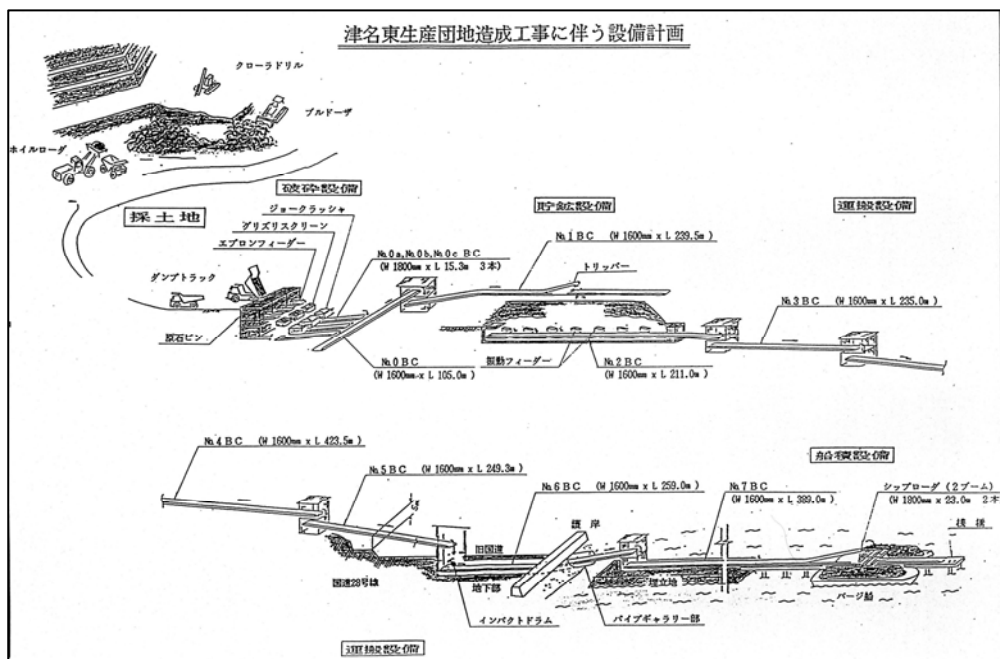 津名東生産団地造成工事に伴う設備計画
クローラドリル
ブルドーザ
ホイルローダ
採土地
破砕設備
ジョークラッシャ
グリズリスクリーン
エプロンフィーダー
ダンプトラック
原石ビン
№0a,№0b,№0c BC
(W 1800mm x L 15.3m 3本)
№0BC
(W 1600mm x L 105.0m)
貯鉱設備
№1BC (W 1600mm x L 239.5m)
トリッパー
振動フィーダー
№2BC
(W 1600mm x L 211.0m)
運搬設備
№3BC (W 1600mm x L 235.0m)
№4BC (W 1600mm x L 423.5m)
№5BC (W 1600mm x L 249.3m)
№6BC (W 1600mm x L 259.0m)
護岸
旧国道
国道28号線
地下部
インパクトドラム
パイプギャラリー部
埋立地
№7BC
(W 1600mm x L 389.0m)
船積設備
シップローダ(2ブーム)
(W 1800mm x 23.0m 2本
桟橋
バージ船
運搬設備